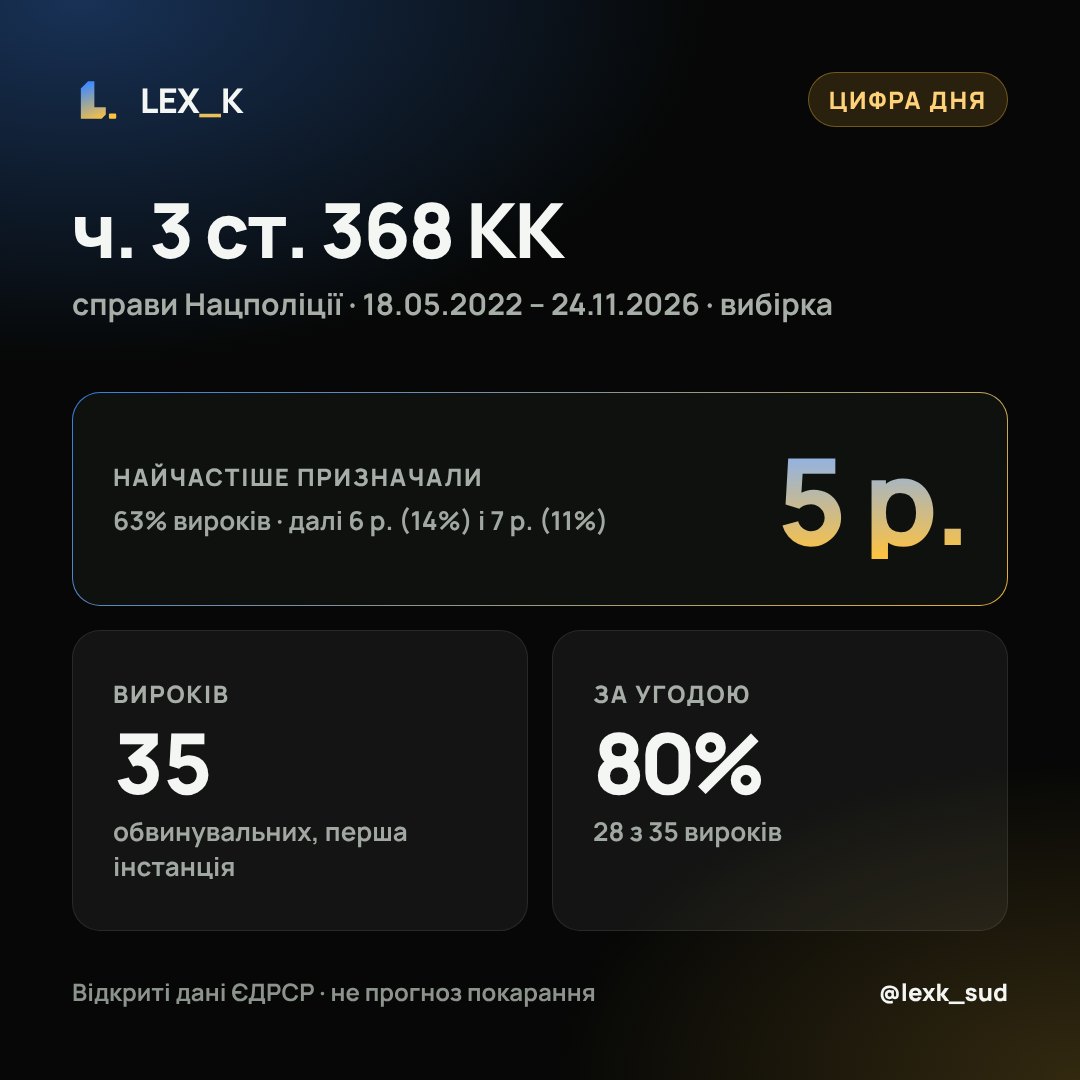 LEX_K
ЦИФРА ДНЯ
ч. 3 ст. 368 КК
справи Нацполіції · 18.05.2022 – 24.11.2026 · вибірка
НАЙЧАСТІШЕ ПРИЗНАЧАЛИ
63% вироків · далі 6 р. (14%) і 7 р. (11%)
5 р.
ВИРОКІВ
35
обвинувальних, перша
інстанція
ЗА УГОДОЮ
80%
28 з 35 вироків
Відкриті дані ЄДРСР · не прогноз покарання
@lexk_sud